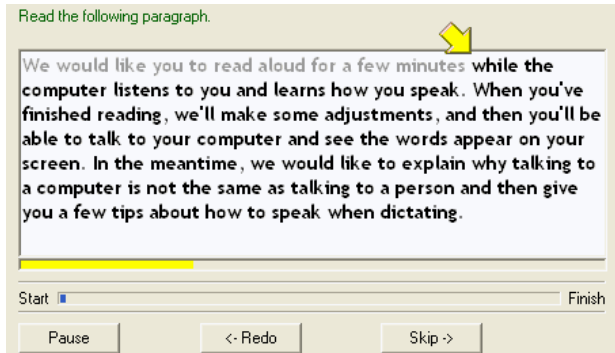 Read the following paragraph.
We would like you to read aloud for a few minutes while the
computer listens to you and learns how you speak. When you've
finished reading, we'll make some adjustments, and then you'll be
able to talk to your computer and see the words appear on your
screen. In the meantime, we would like to explain why talking to
a computer is not the same as talking to a person and then give
you a few tips about how to speak when dictating.
Start Finish
Pause <- Redo Skip ->